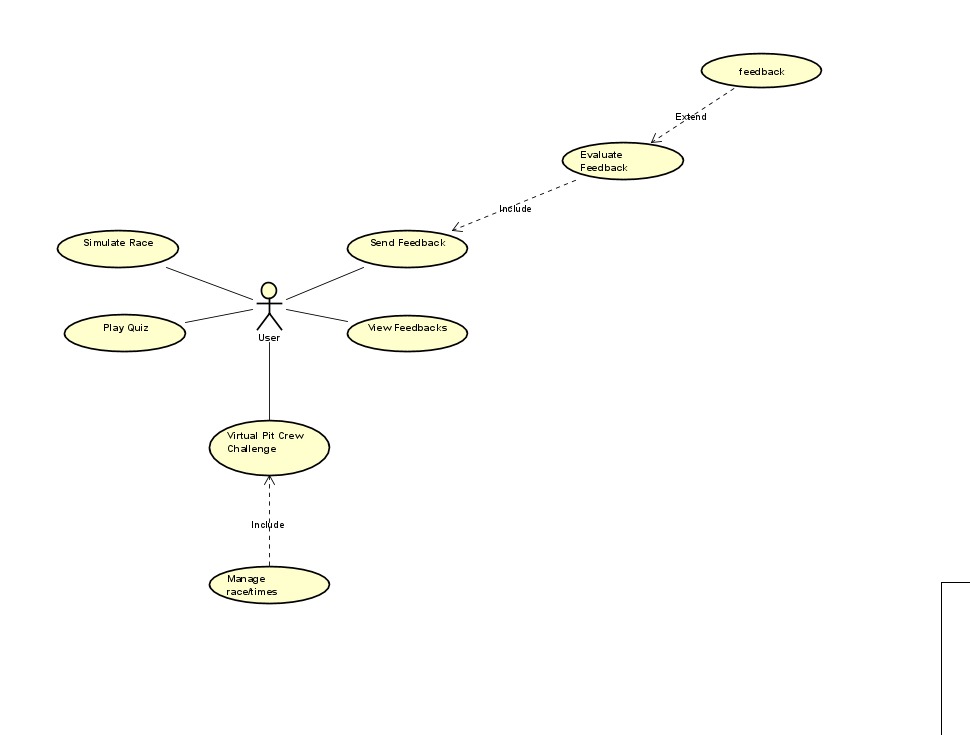 feedback
Extend
Evaluate
Feedback
Include
Simulate Race
Send Feedback
Play Quiz
View Feedbacks
User
Virtual Pit Crew
Challenge
Include
Manage
race/times